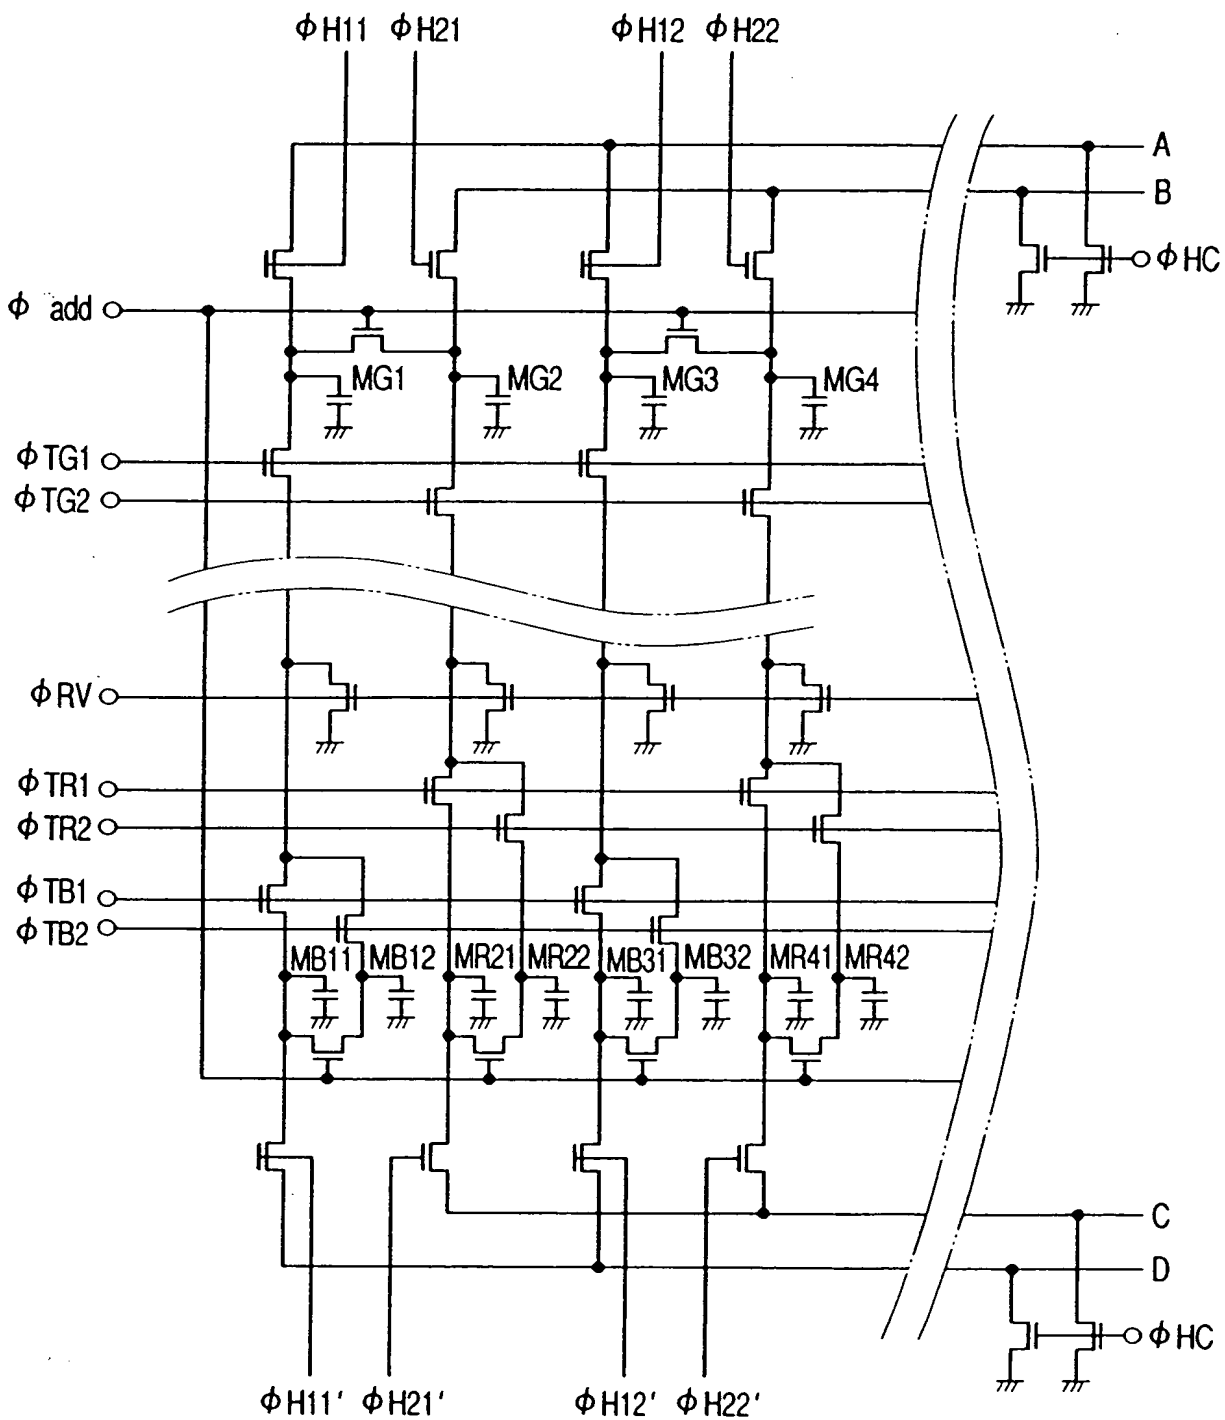 ϕH11 ϕH21 ϕH12 ϕH22
A
B
ϕHC
ϕ add
MG1 MG2 MG3 MG4
ϕTG1
ϕTG2
ϕRV
ϕTR1
ϕTR2
ϕTB1
ϕTB2
MB11 MB12 MR21 MR22 MB31 MB32 MR41 MR42
C
D
ϕHC
ϕH11' ϕH21' ϕH12' ϕH22'